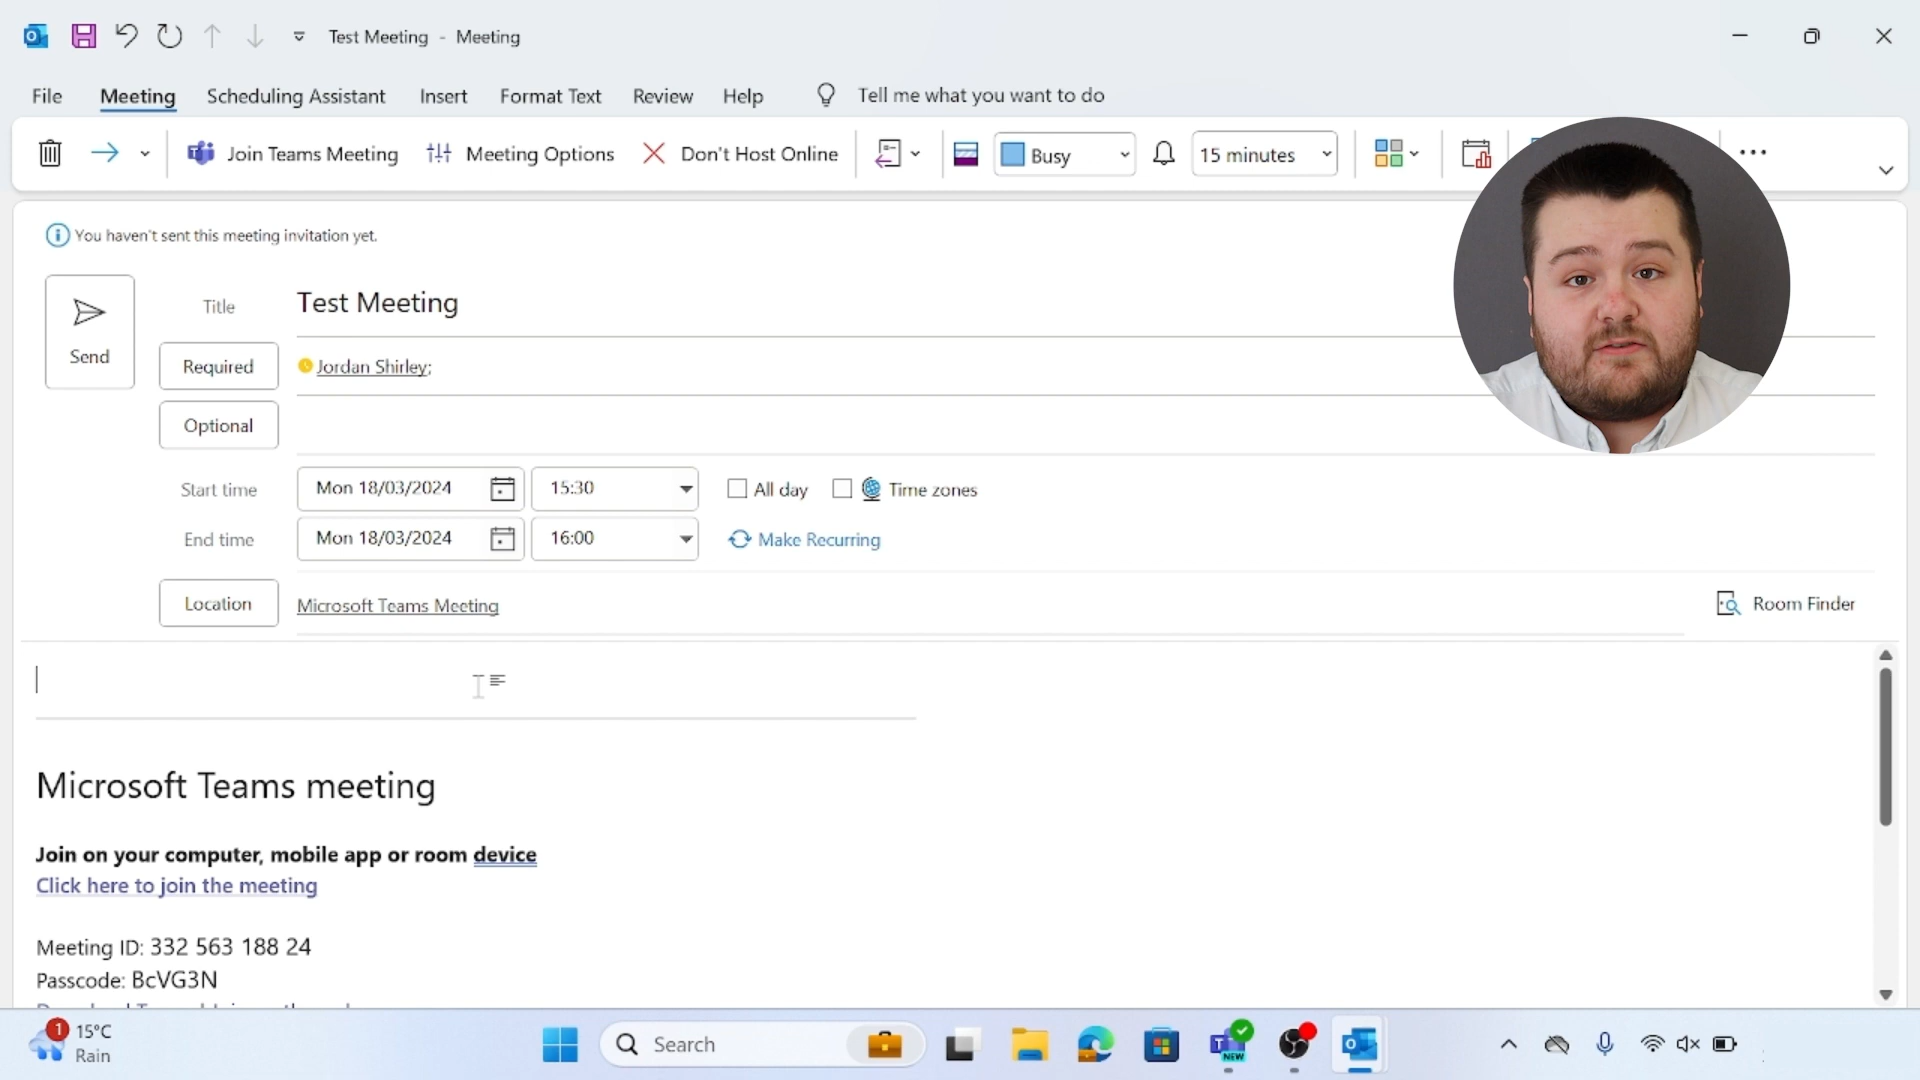 Test Meeting - Meeting
File Meeting Scheduling Assistant Insert Format Text Review Help Tell me what you want to do
Join Teams Meeting Meeting Options Don't Host Online Busy 15 minutes
You haven't sent this meeting invitation yet.
Send
Title Test Meeting
Required Jordan Shirley;
Optional
Start time Mon 18/03/2024 15:30 All day Time zones
End time Mon 18/03/2024 16:00 Make Recurring
Location Microsoft Teams Meeting Room Finder
Microsoft Teams meeting
Join on your computer, mobile app or room device
Click here to join the meeting
Meeting ID: 332 563 188 24
Passcode: BcVG3N
1 15°C
Rain
Search
NEW